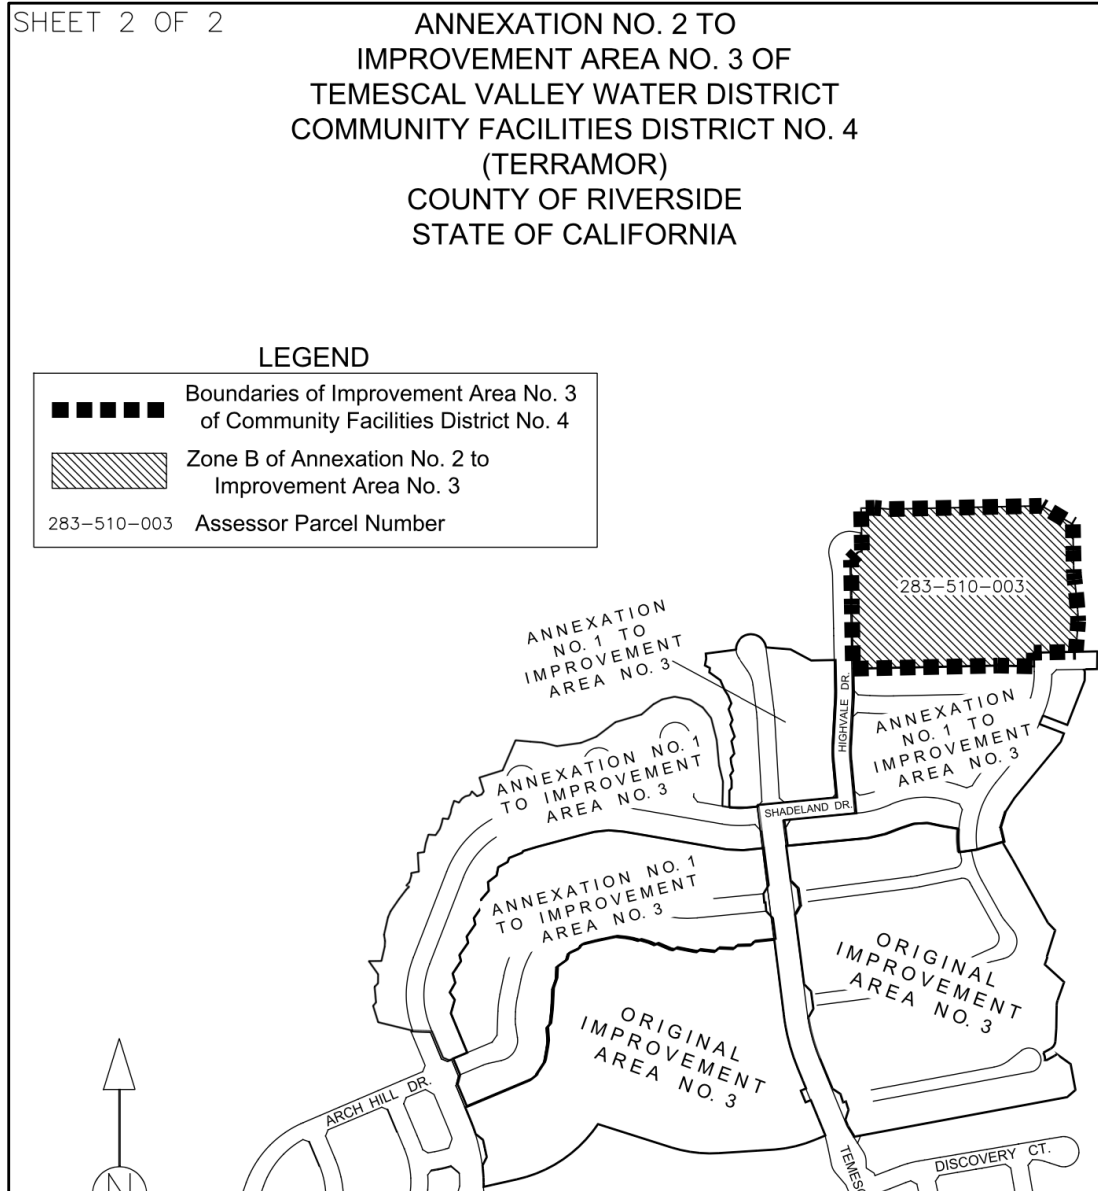 SHEET 2 OF 2
ANNEXATION NO. 2 TO
IMPROVEMENT AREA NO. 3 OF
TEMESCAL VALLEY WATER DISTRICT
COMMUNITY FACILITIES DISTRICT NO. 4
(TERRAMOR)
COUNTY OF RIVERSIDE
STATE OF CALIFORNIA
LEGEND
Boundaries of Improvement Area No. 3
of Community Facilities District No. 4
Zone B of Annexation No. 2 to
Improvement Area No. 3
283-510-003 Assessor Parcel Number
283-510-003
ANNEXATION
NO. 1 TO
IMPROVEMENT
AREA NO. 3
HIGHVALE DR.
ANNEXATION
NO. 1 TO
IMPROVEMENT
AREA NO. 3
ANNEXATION NO. 1
TO IMPROVEMENT
AREA NO. 3
SHADELAND DR.
ANNEXATION NO. 1
TO IMPROVEMENT
AREA NO. 3
ORIGINAL
IMPROVEMENT
AREA NO. 3
ORIGINAL
IMPROVEMENT
AREA NO. 3
ARCH HILL DR.
DISCOVERY CT.
TEMESC
N